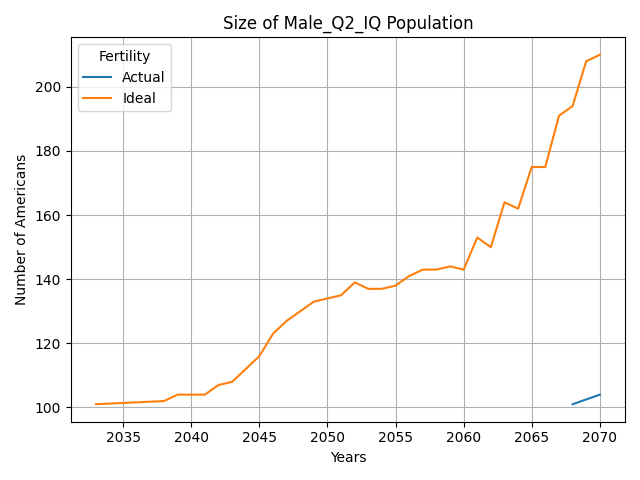 Size of Male_Q2_IQ Population
Fertility
Actual
Ideal
Number of Americans
200
180
160
140
120
100
2035
2040
2045
2050
2055
2060
2065
2070
Years